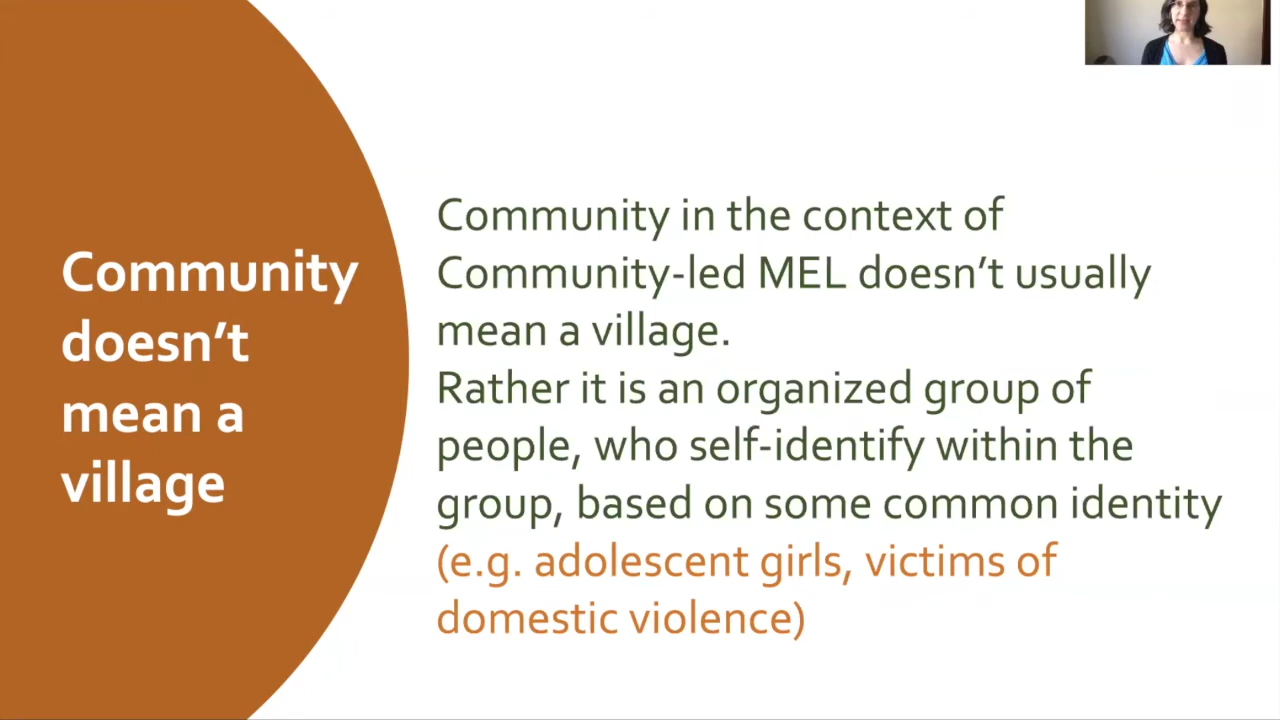 Community
doesn’t
mean a
village
Community in the context of
Community-led MEL doesn’t usually
mean a village.
Rather it is an organized group of
people, who self-identify within the
group, based on some common identity
(e.g. adolescent girls, victims of
domestic violence)